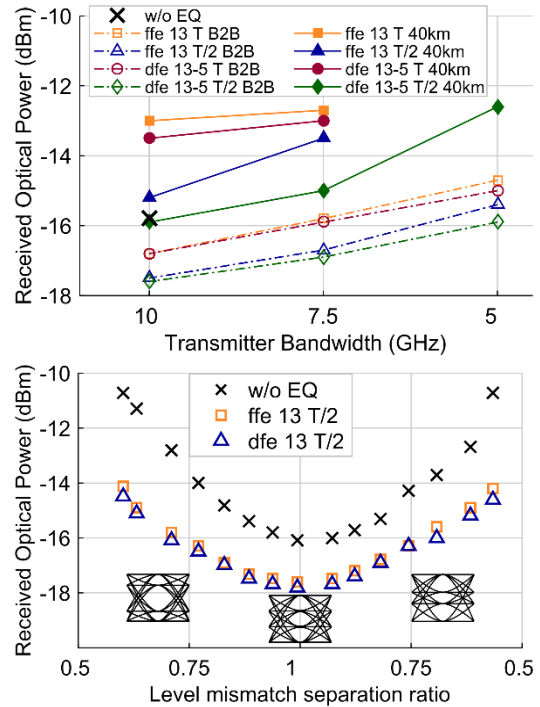 Received Optical Power (dBm)
-10
-12
-14
-16
-18
w/o EQ
ffe 13 T B2B
ffe 13 T/2 B2B
dfe 13-5 T B2B
dfe 13-5 T/2 B2B
ffe 13 T 40km
ffe 13 T/2 40km
dfe 13-5 T 40km
dfe 13-5 T/2 40km
10
7.5
5
Transmitter Bandwidth (GHz)
Received Optical Power (dBm)
-10
-12
-14
-16
-18
w/o EQ
ffe 13 T/2
dfe 13 T/2
0.5
0.75
1
0.75
0.5
Level mismatch separation ratio